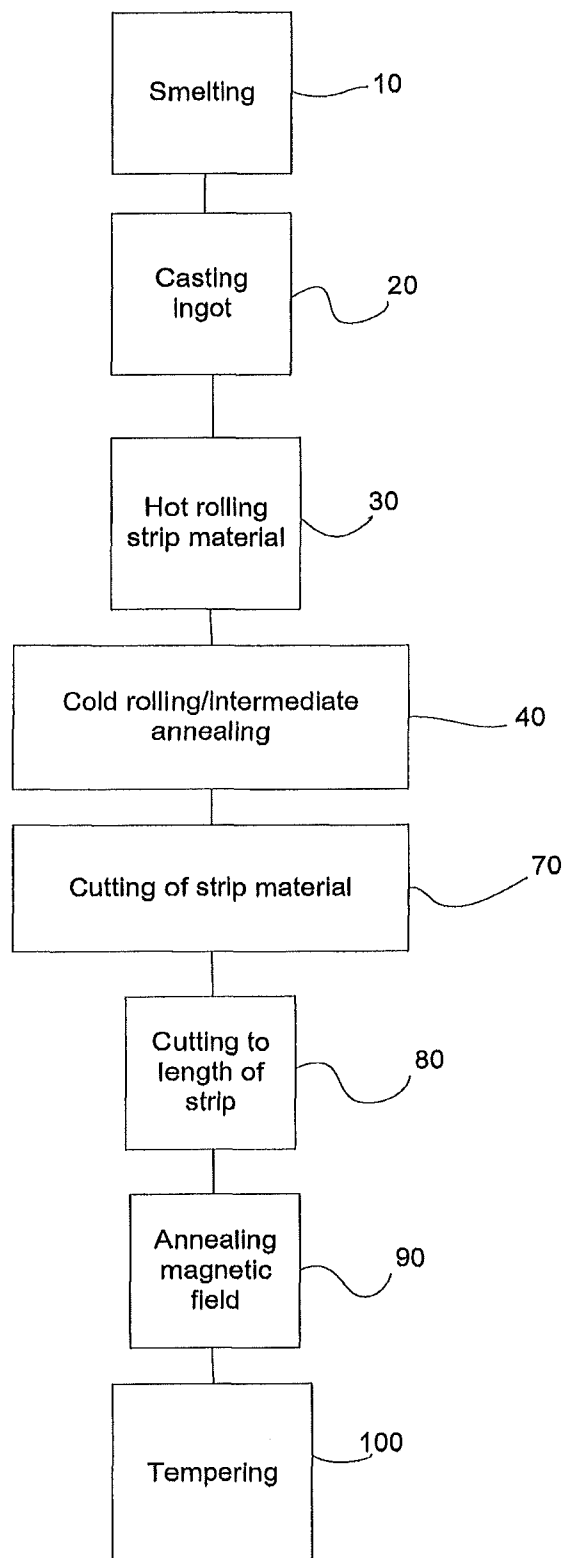 Smelting
10
Casting
ingot
20
Hot rolling
strip material
30
Cold rolling/intermediate
annealing
40
Cutting of strip material
70
Cutting to
length of
strip
80
Annealing
magnetic
field
90
Tempering
100